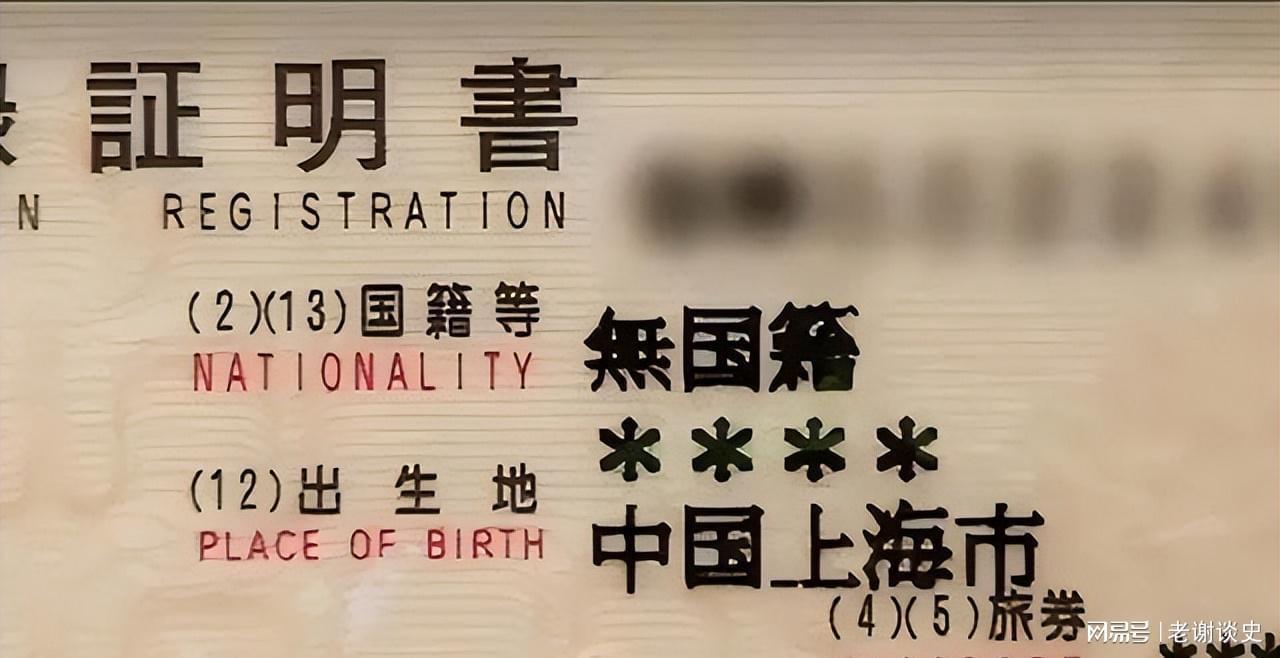 証明書
N REGISTRATION
(2)(13)国籍等 無国籍
NATIONALITY
****
(12)出生地 中国上海市
PLACE OF BIRTH
(4)(5)旅券
网易号 | 老谢谈史